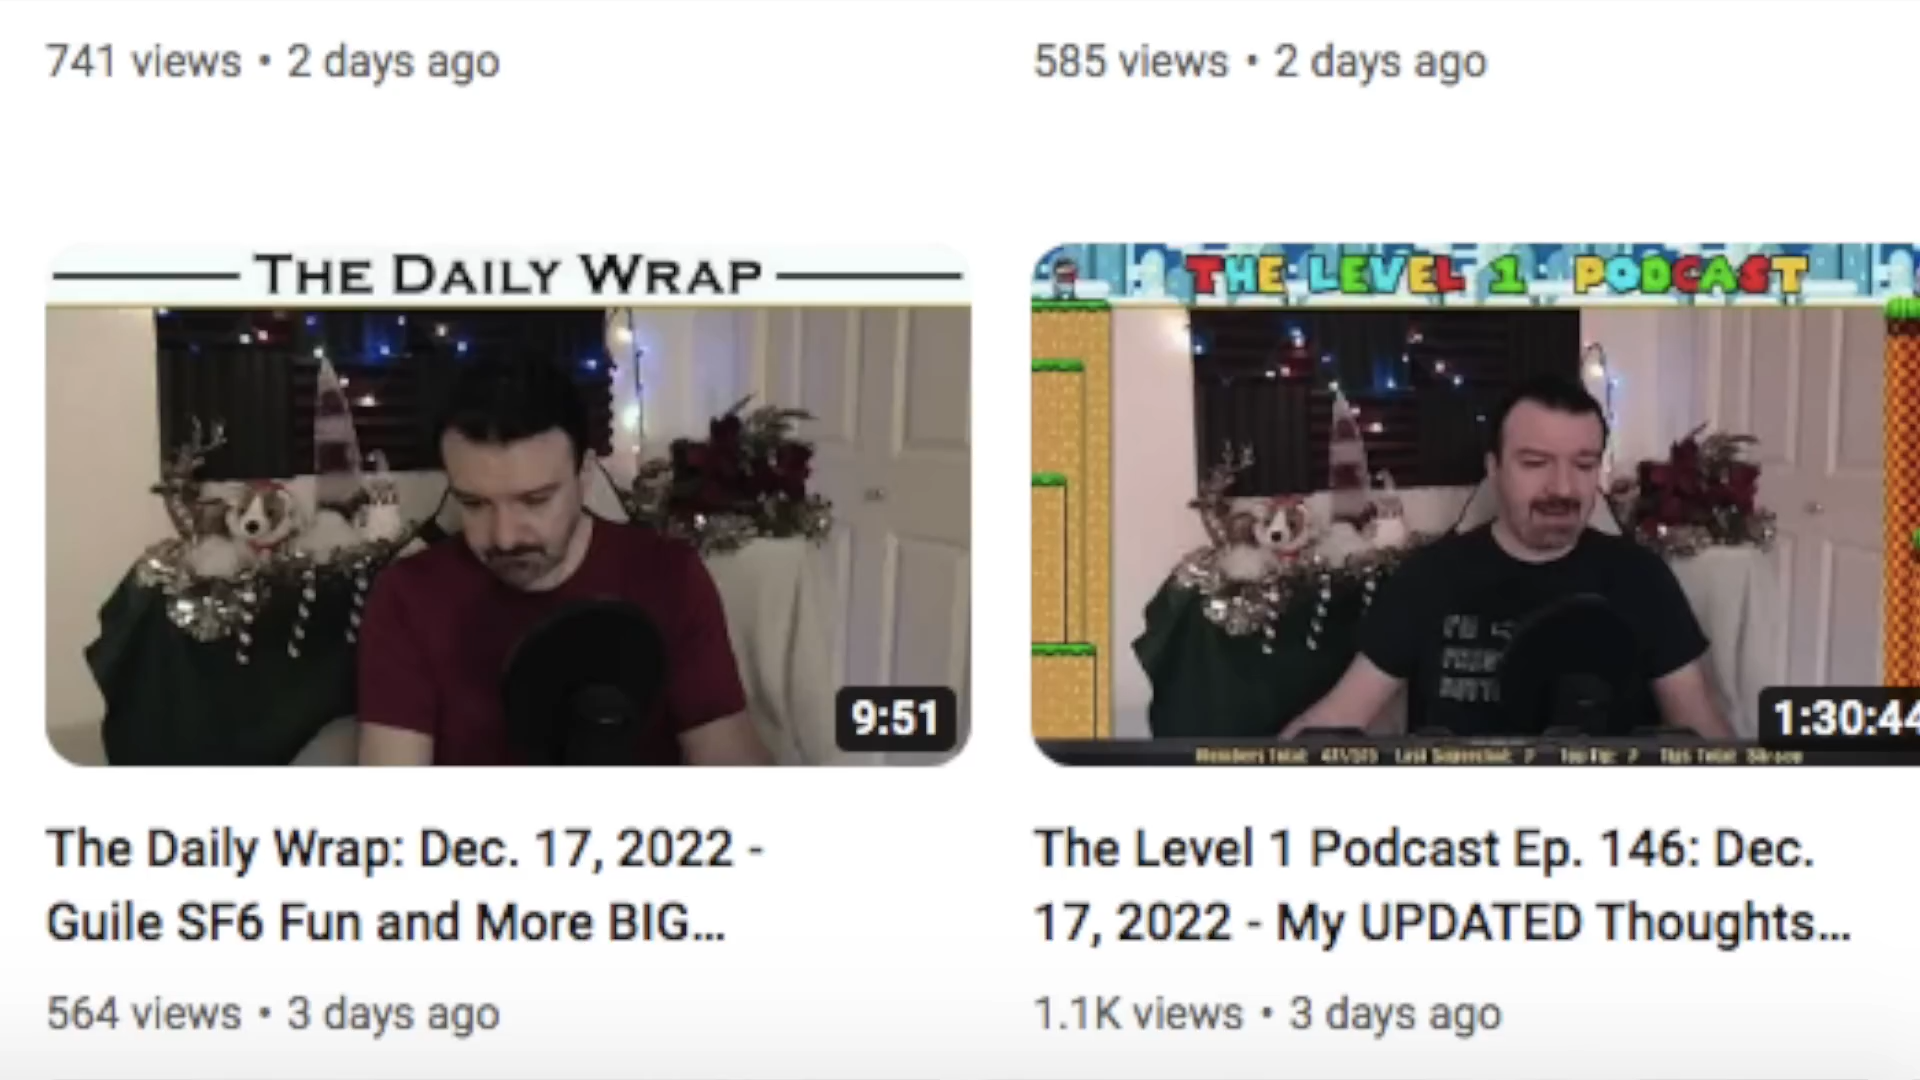 741 views • 2 days ago
585 views • 2 days ago
THE DAILY WRAP
9:51
THE LEVEL 1 PODCAST
1:30:44
The Daily Wrap: Dec. 17, 2022 -
Guile SF6 Fun and More BIG...
564 views • 3 days ago
The Level 1 Podcast Ep. 146: Dec.
17, 2022 - My UPDATED Thoughts...
1.1K views • 3 days ago